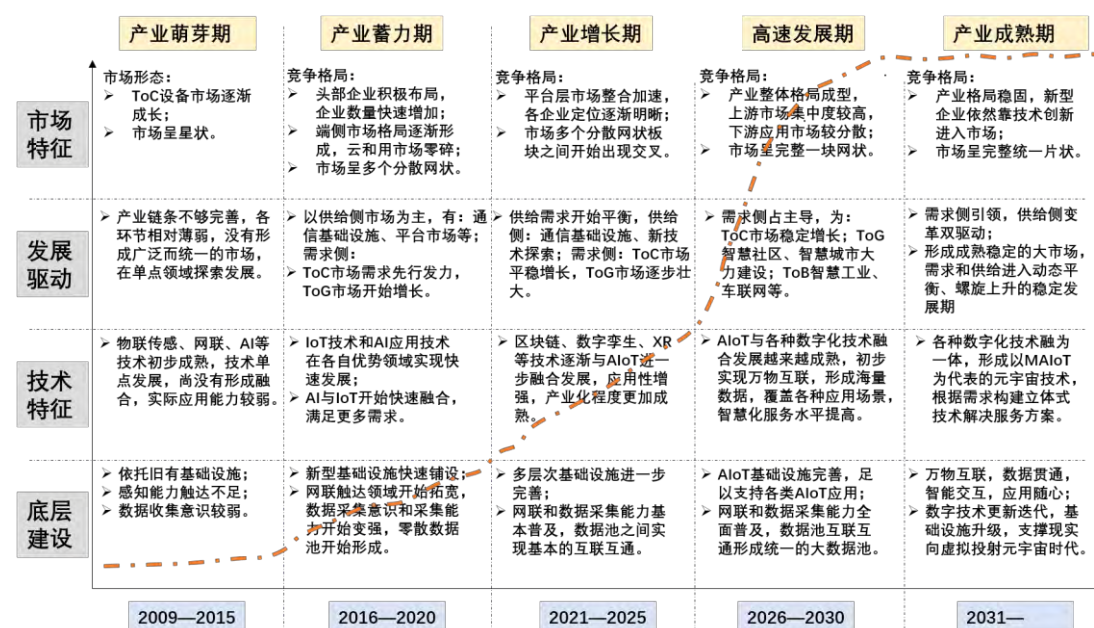 产业萌芽期
产业蓄力期
产业增长期
高速发展期
产业成熟期
市场
特征
市场形态：
➢ ToC设备市场逐渐
成长；
➢ 市场呈星状。
竞争格局：
➢ 头部企业积极布局，
企业数量快速增加；
➢ 端侧市场格局逐渐形
成，云和用市场零碎；
➢ 市场呈多个分散网状。
竞争格局：
➢ 平台层市场整合加速，
各企业定位逐渐明晰；
➢ 市场多个分散网状板
块之间开始出现交叉。
竞争格局：
➢ 产业整体格局成型，
上游市场集中度较高，
下游应用市场较分散；
➢ 市场呈完整一块网状。
竞争格局：
➢ 产业格局稳固，新型
企业依然靠技术创新
进入市场；
➢ 市场呈完整统一片状。
发展
驱动
➢ 产业链条不够完善，各
环节相对薄弱，没有形
成广泛而统一的市场，
在单点领域探索发展。
➢ 以供给侧市场为主，有：通
信基础设施、平台市场等；
需求侧：
➢ ToC市场需求先行发力，
ToG市场开始增长。
➢ 供给需求开始平衡，供给
侧：通信基础设施、新技
术探索；需求侧：ToC市场
平稳增长，ToG市场逐步壮
大。
➢ 需求侧占主导，为：
ToC市场稳定增长；ToG
智慧社区、智慧城市大
力建设；ToB智慧工业、
车联网等。
➢ 需求侧引领，供给侧变
革双驱动；
➢ 形成成熟稳定的大市场，
需求和供给进入动态平
衡、螺旋上升的稳定发
展期
技术
特征
➢ 物联传感、网联、AI等
技术初步成熟，技术单
点发展，尚没有形成融
合，实际应用能力较弱。
➢ IoT技术和AI应用技术
在各自优势领域实现快
速发展；
➢ AI与IoT开始快速融合，
满足更多需求。
➢ 区块链、数字孪生、XR
等技术逐渐与AIoT进一
步融合发展，应用性增
强，产业化程度更加成
熟。
➢ AIoT与各种数字化技术融
合发展越来越成熟，初步
实现万物互联，形成海量
数据，覆盖各种应用场景，
智慧化服务水平提高。
➢ 各种数字化技术融为
一体，形成以MAIoT
为代表的元宇宙技术，
根据需求构建立体式
技术解决服务方案。
底层
建设
➢ 依托旧有基础设施；
➢ 感知能力触达不足；
➢ 数据收集意识较弱。
➢ 新型基础设施快速铺设；
➢ 网联触达领域开始拓宽，
数据采集意识和采集能
力开始变强，零散数据
池开始形成。
➢ 多层次基础设施进一步
完善；
➢ 网联和数据采集能力基
本普及，数据池之间实
现基本的互联互通。
➢ AIoT基础设施完善，足
以支持各类AIoT应用；
➢ 网联和数据采集能力全
面普及，数据池互联互
通形成统一的大数据池。
➢ 万物互联，数据贯通，
智能交互，应用随心；
➢ 数字技术更新迭代，基
础设施升级，支撑现实
向虚拟投射元宇宙时代。
2009—2015
2016—2020
2021—2025
2026—2030
2031—